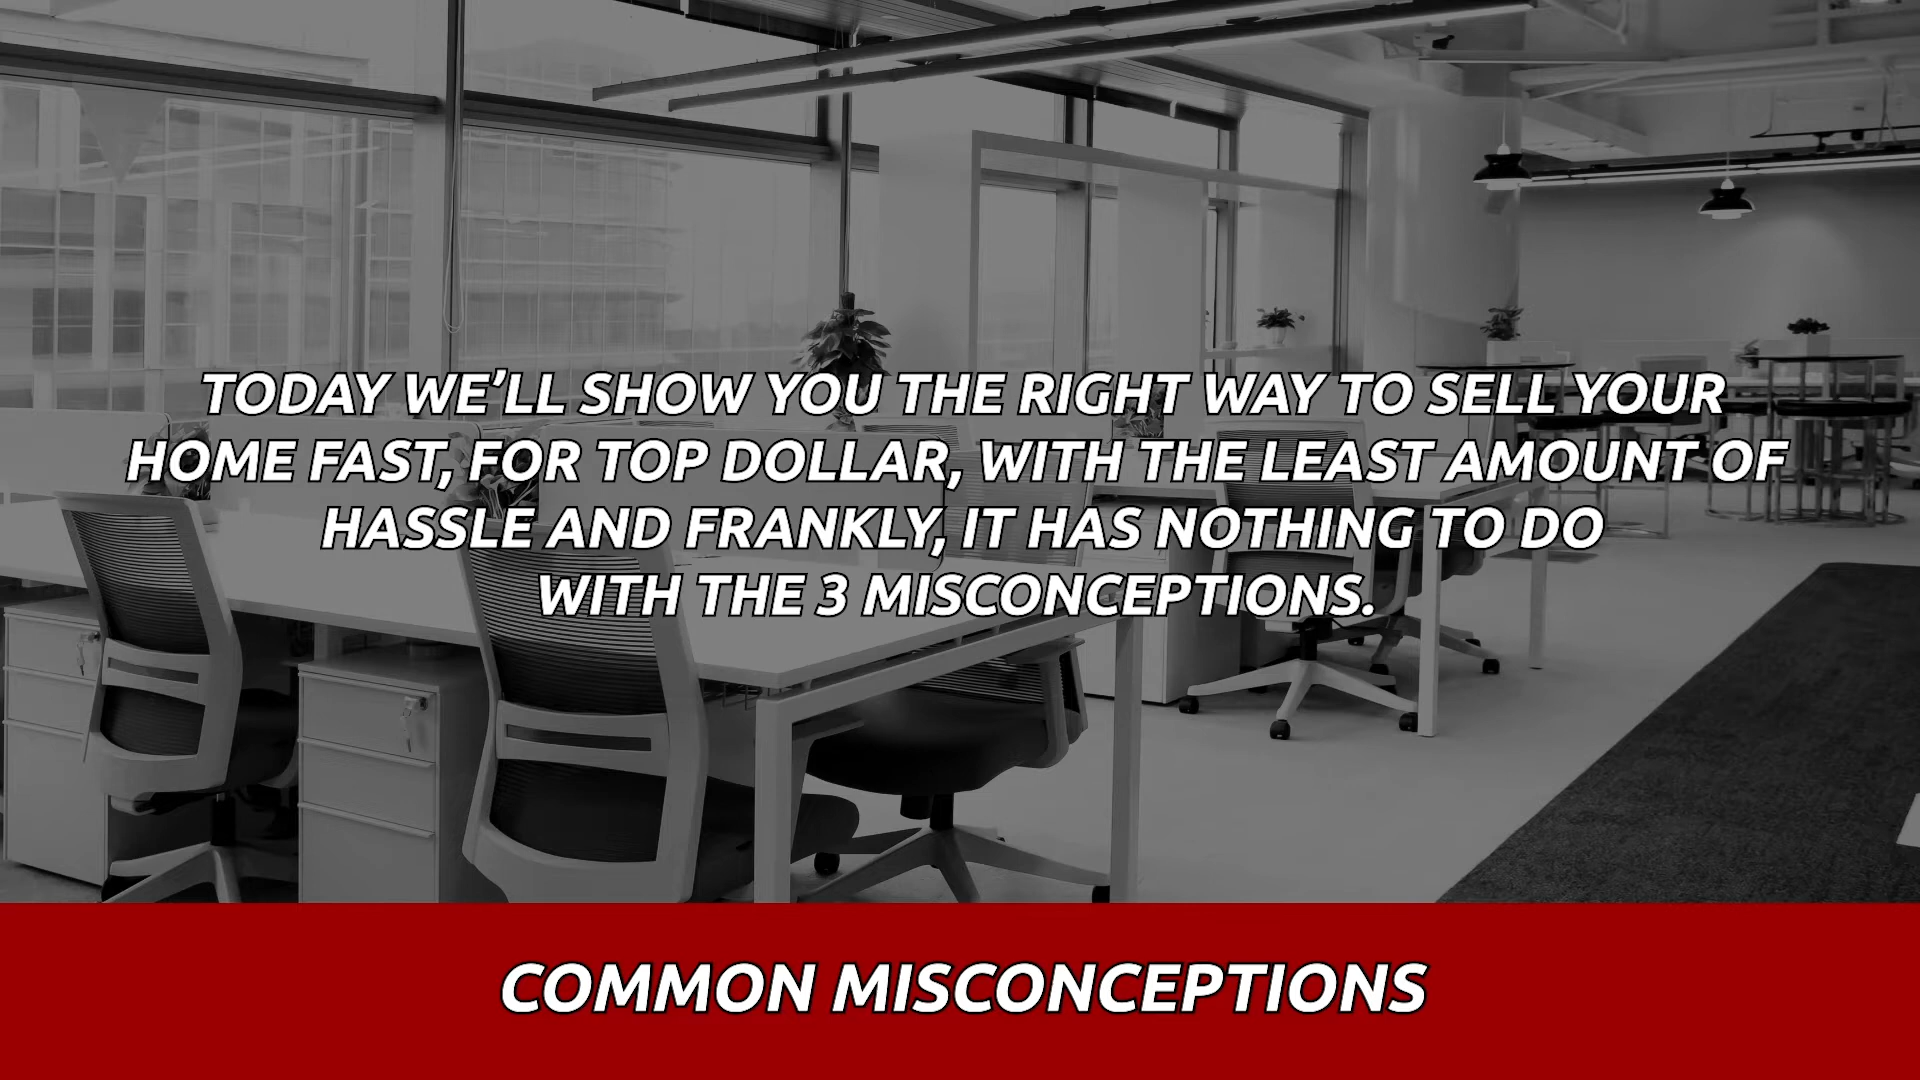 TODAY WE’LL SHOW YOU THE RIGHT WAY TO SELL YOUR
HOME FAST, FOR TOP DOLLAR, WITH THE LEAST AMOUNT OF
HASSLE AND FRANKLY, IT HAS NOTHING TO DO
WITH THE 3 MISCONCEPTIONS.
COMMON MISCONCEPTIONS